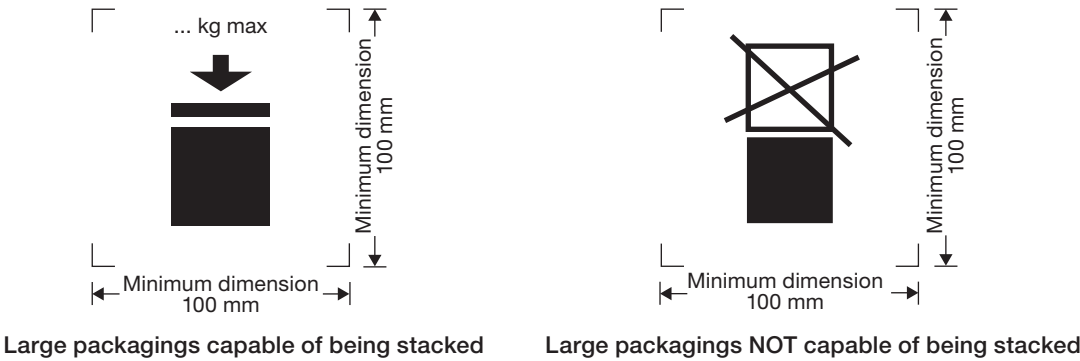 ... kg max
Minimum dimension
100 mm
Minimum dimension
100 mm
Large packagings capable of being stacked
Minimum dimension
100 mm
Minimum dimension
100 mm
Large packagings NOT capable of being stacked